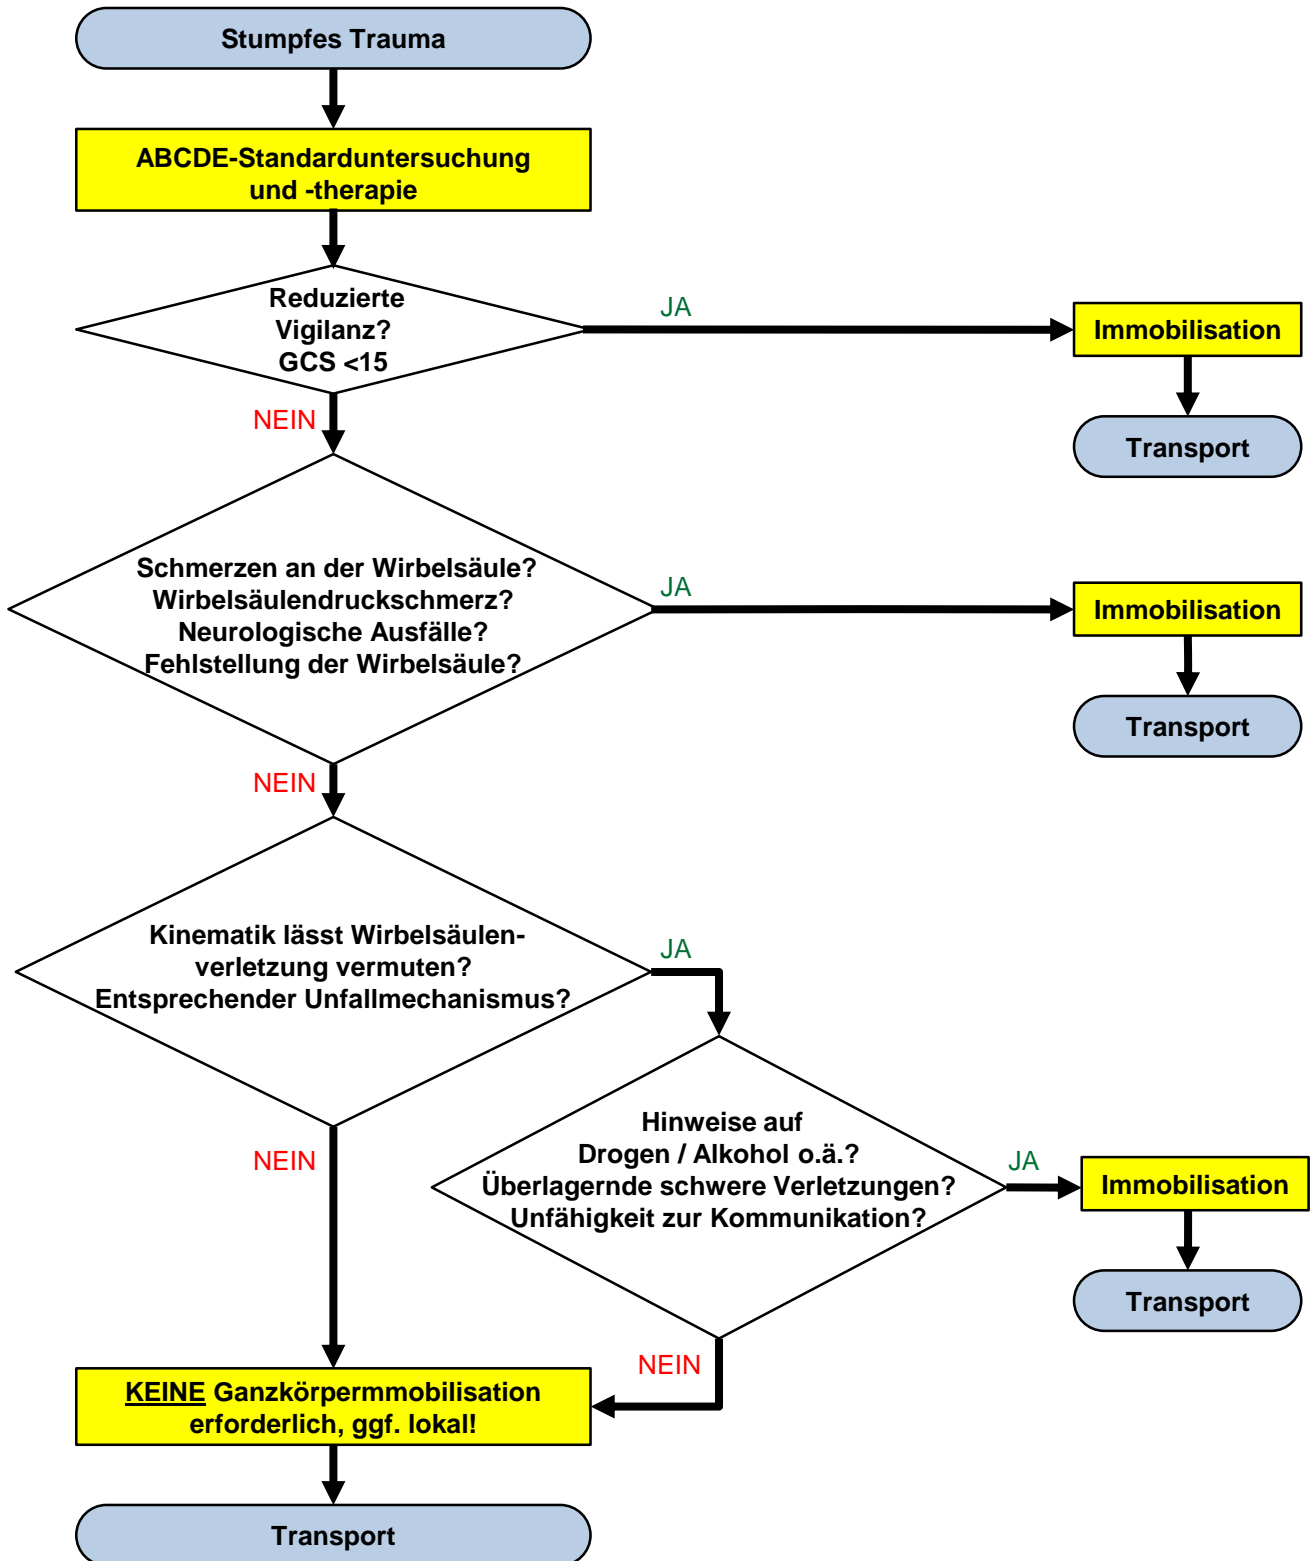 Stumpfes Trauma
ABCDE-Standarduntersuchung
und -therapie
Reduzierte
Vigilanz?
GCS <15
JA
Immobilisation
Transport
NEIN
Schmerzen an der Wirbelsäule?
Wirbelsäulendruckschmerz?
Neurologische Ausfälle?
Fehlstellung der Wirbelsäule?
JA
Immobilisation
Transport
NEIN
Kinematik lässt Wirbelsäulen-
verletzung vermuten?
Entsprechender Unfallmechanismus?
JA
Hinweise auf
Drogen / Alkohol o.ä.?
Überlagernde schwere Verletzungen?
Unfähigkeit zur Kommunikation?
JA
Immobilisation
Transport
NEIN
NEIN
KEINE Ganzkörpermmobilisation
erforderlich, ggf. lokal!
Transport